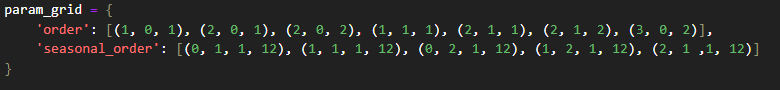 param_grid = {
    'order': [(1, 0, 1), (2, 0, 1), (2, 0, 2), (1, 1, 1), (2, 1, 1), (2, 1, 2), (3, 0, 2)],
    'seasonal_order': [(0, 1, 1, 12), (1, 1, 1, 12), (0, 2, 1, 12), (1, 2, 1, 12), (2, 1 ,1, 12)]
}